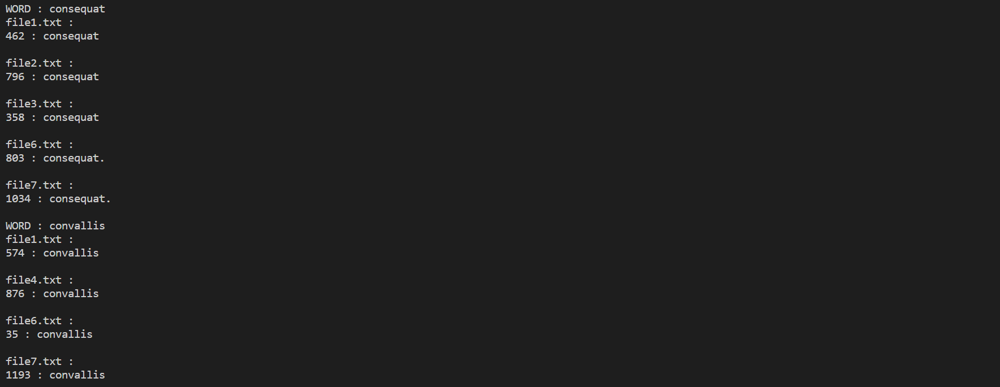 WORD : consequat
file1.txt :
462 : consequat

file2.txt :
796 : consequat

file3.txt :
358 : consequat

file6.txt :
803 : consequat.

file7.txt :
1034 : consequat.

WORD : convallis
file1.txt :
574 : convallis

file4.txt :
876 : convallis

file6.txt :
35 : convallis

file7.txt :
1193 : convallis